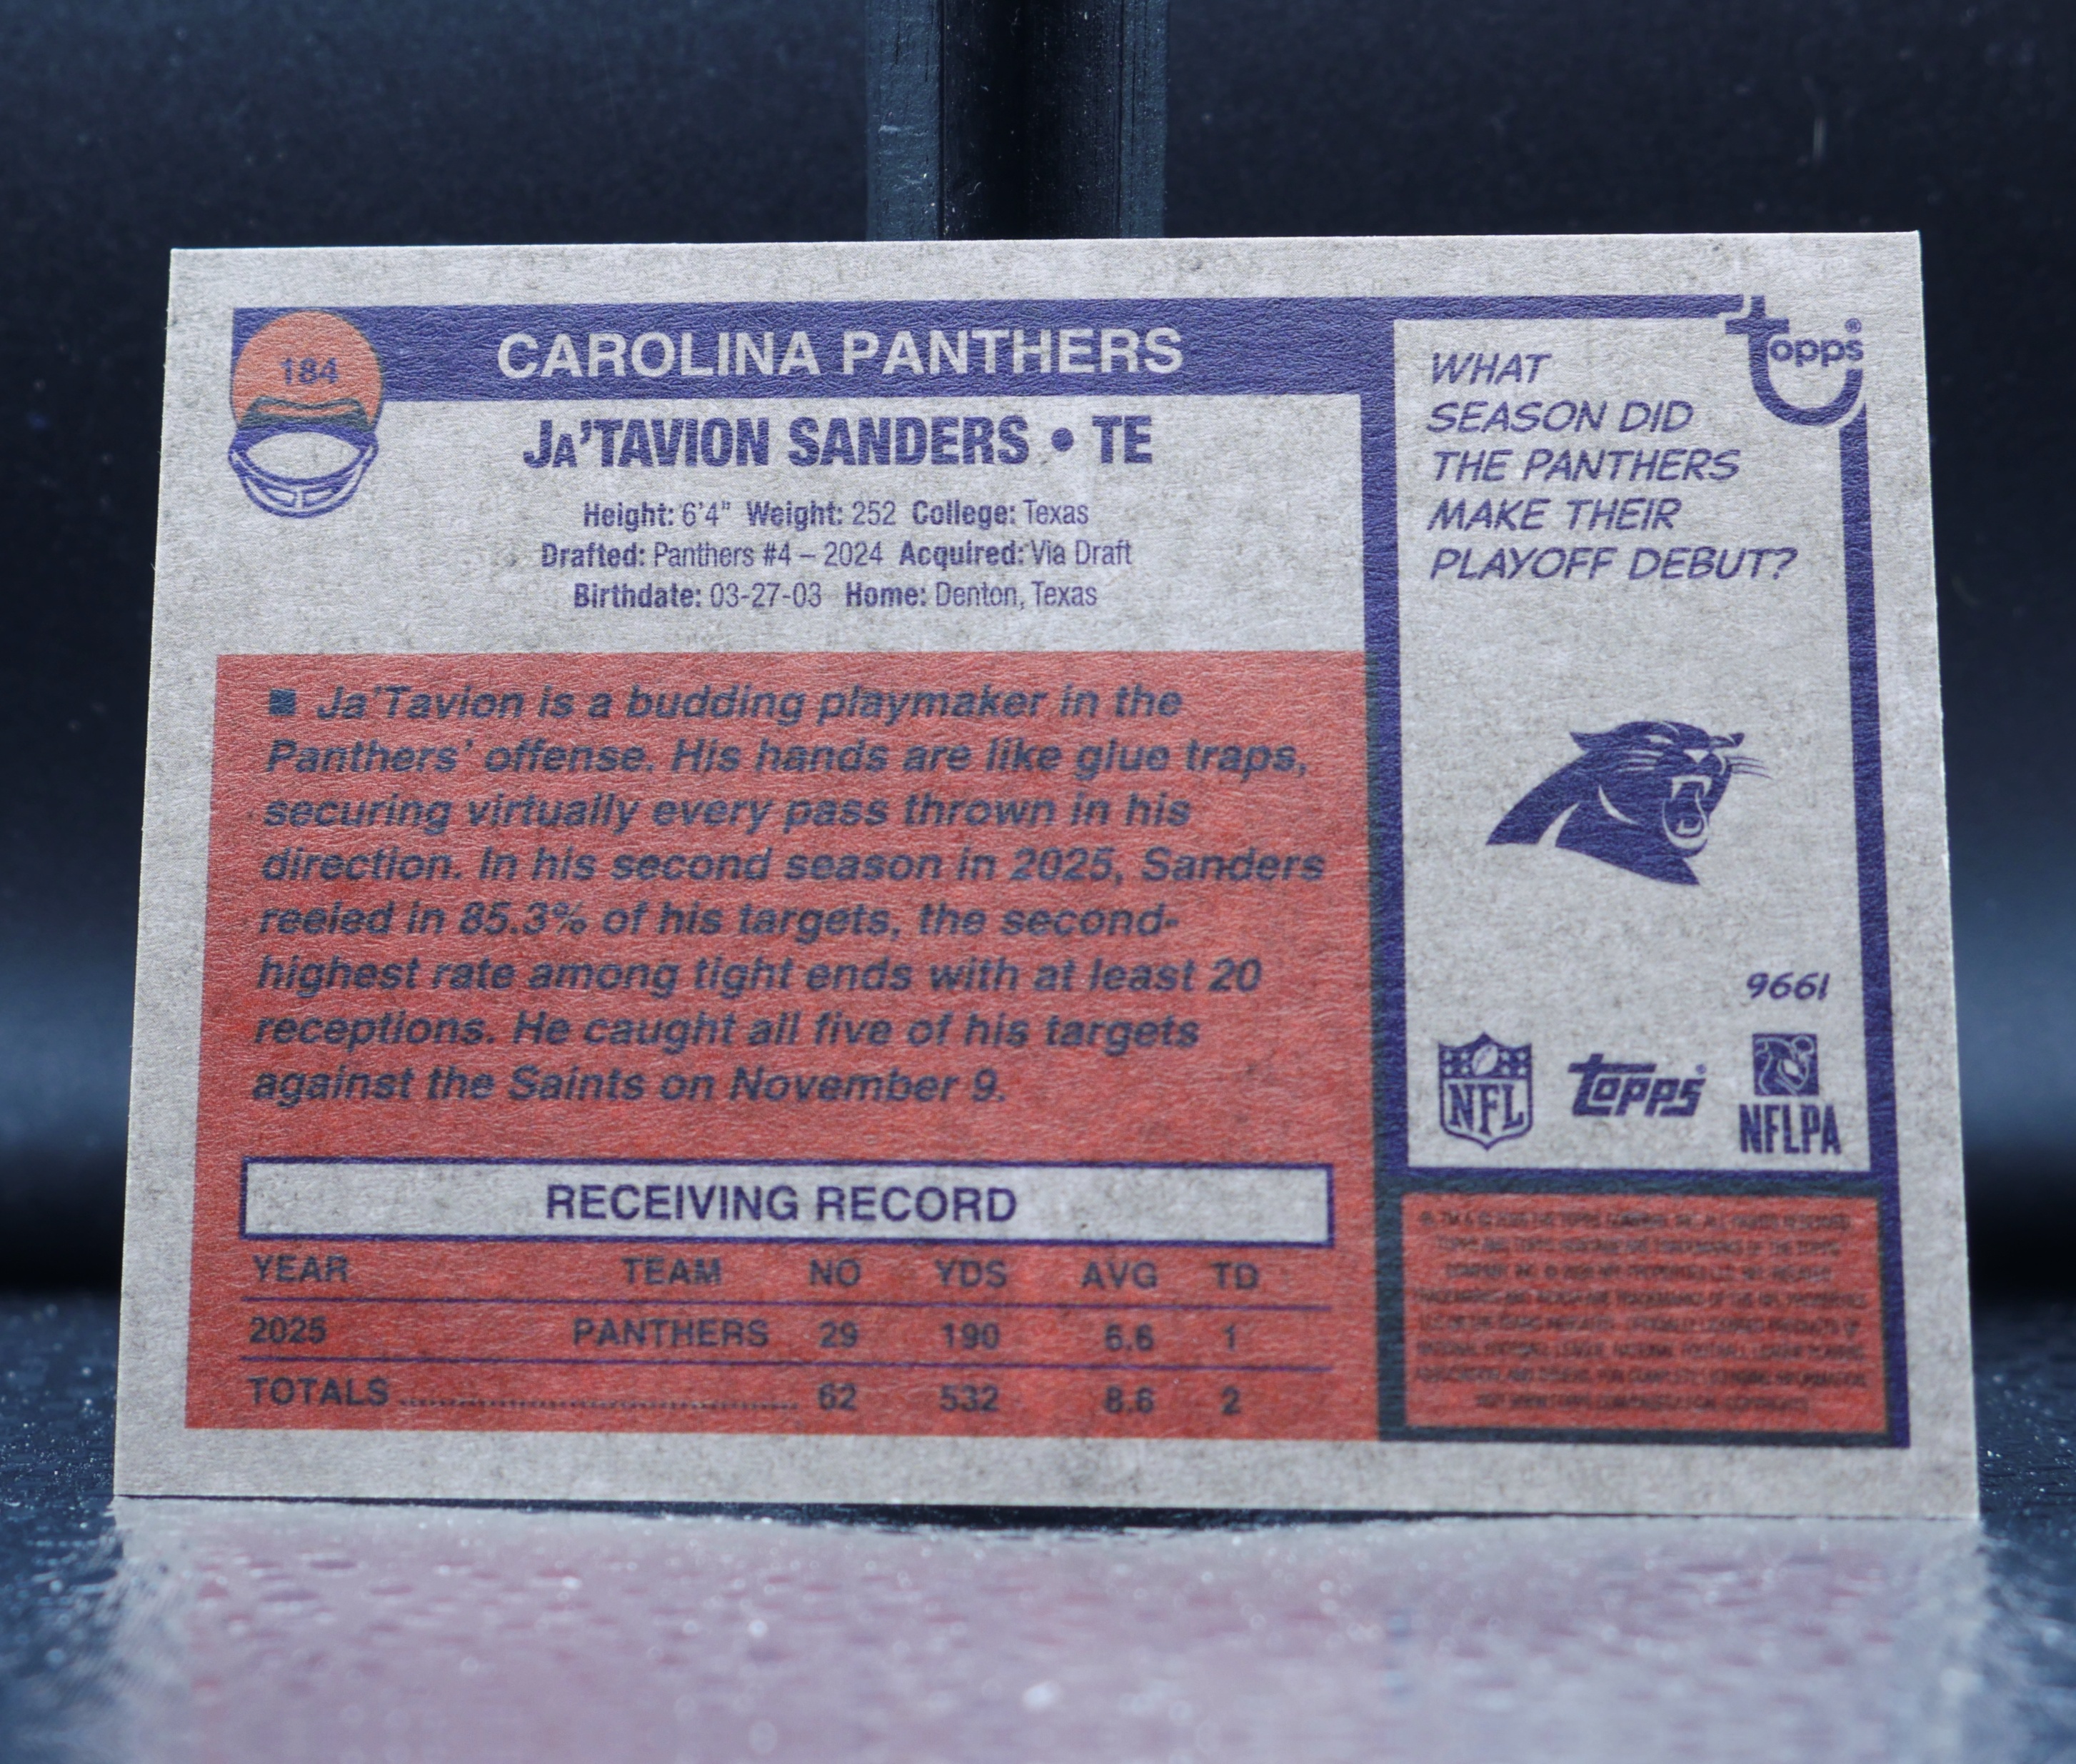 184
CAROLINA PANTHERS
JA'TAVION SANDERS • TE
Height: 6'4" Weight: 252 College: Texas
Drafted: Panthers #4 – 2024 Acquired: Via Draft
Birthdate: 03-27-03 Home: Denton, Texas
■ Ja'Tavion is a budding playmaker in the
Panthers' offense. His hands are like glue traps,
securing virtually every pass thrown in his
direction. In his second season in 2025, Sanders
reeled in 85.3% of his targets, the second-
highest rate among tight ends with at least 20
receptions. He caught all five of his targets
against the Saints on November 9.
RECEIVING RECORD
YEAR TEAM NO YDS AVG TD
2025 PANTHERS 29 190 6.6 1
TOTALS .................... 62 532 8.6 2
topps®
WHAT
SEASON DID
THE PANTHERS
MAKE THEIR
PLAYOFF DEBUT?
1996
NFL topps NFLPA